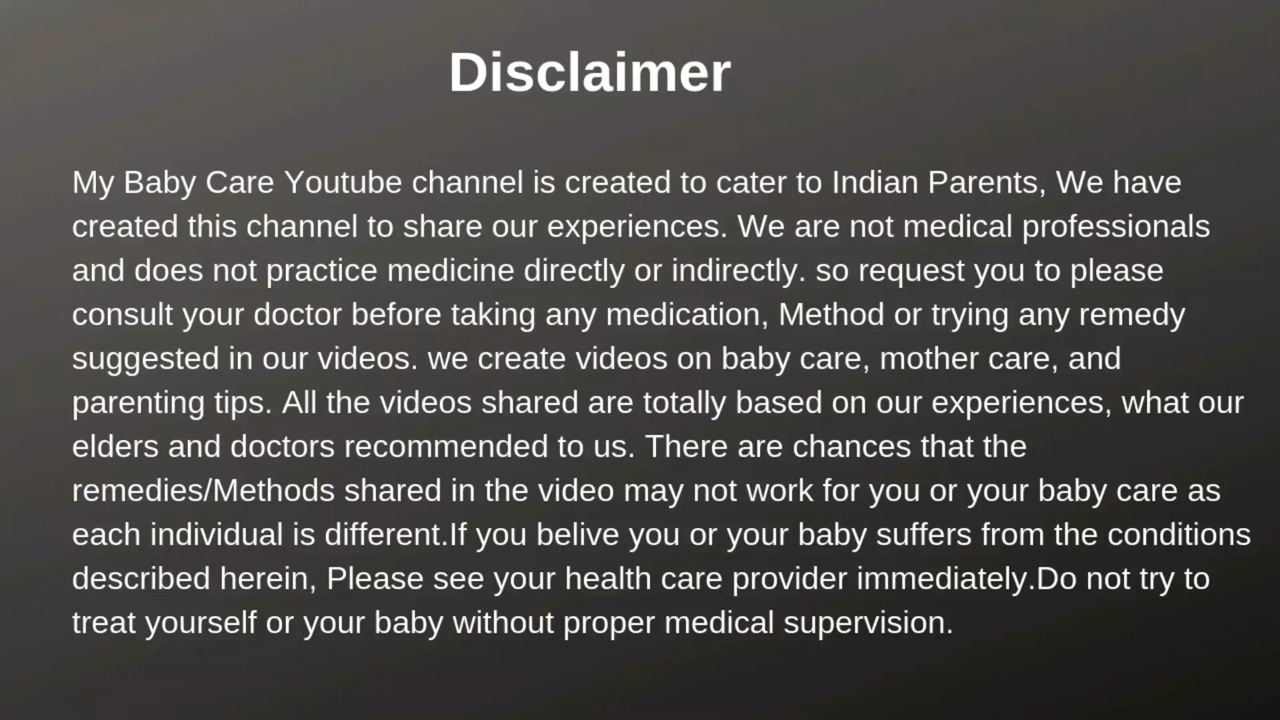 Disclaimer
My Baby Care Youtube channel is created to cater to Indian Parents, We have
created this channel to share our experiences. We are not medical professionals
and does not practice medicine directly or indirectly. so request you to please
consult your doctor before taking any medication, Method or trying any remedy
suggested in our videos. we create videos on baby care, mother care, and
parenting tips. All the videos shared are totally based on our experiences, what our
elders and doctors recommended to us. There are chances that the
remedies/Methods shared in the video may not work for you or your baby care as
each individual is different.If you belive you or your baby suffers from the conditions
described herein, Please see your health care provider immediately.Do not try to
treat yourself or your baby without proper medical supervision.